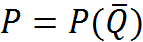 P = P(Q̄)